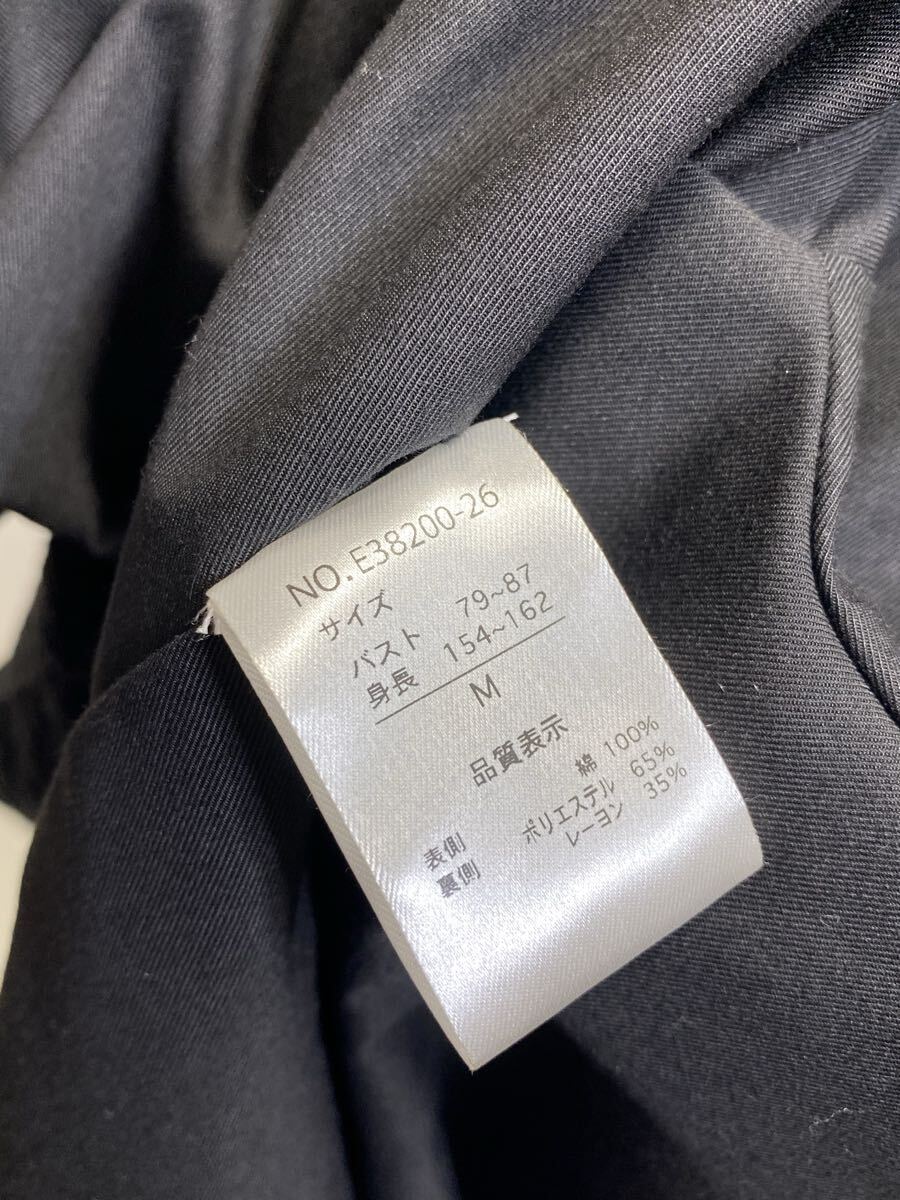 NO.E38200-26
サイズ
バスト 79~87
身長 154~162
M
品質表示
表側 綿 100%
裏側 ポリエステル 65%
レーヨン 35%